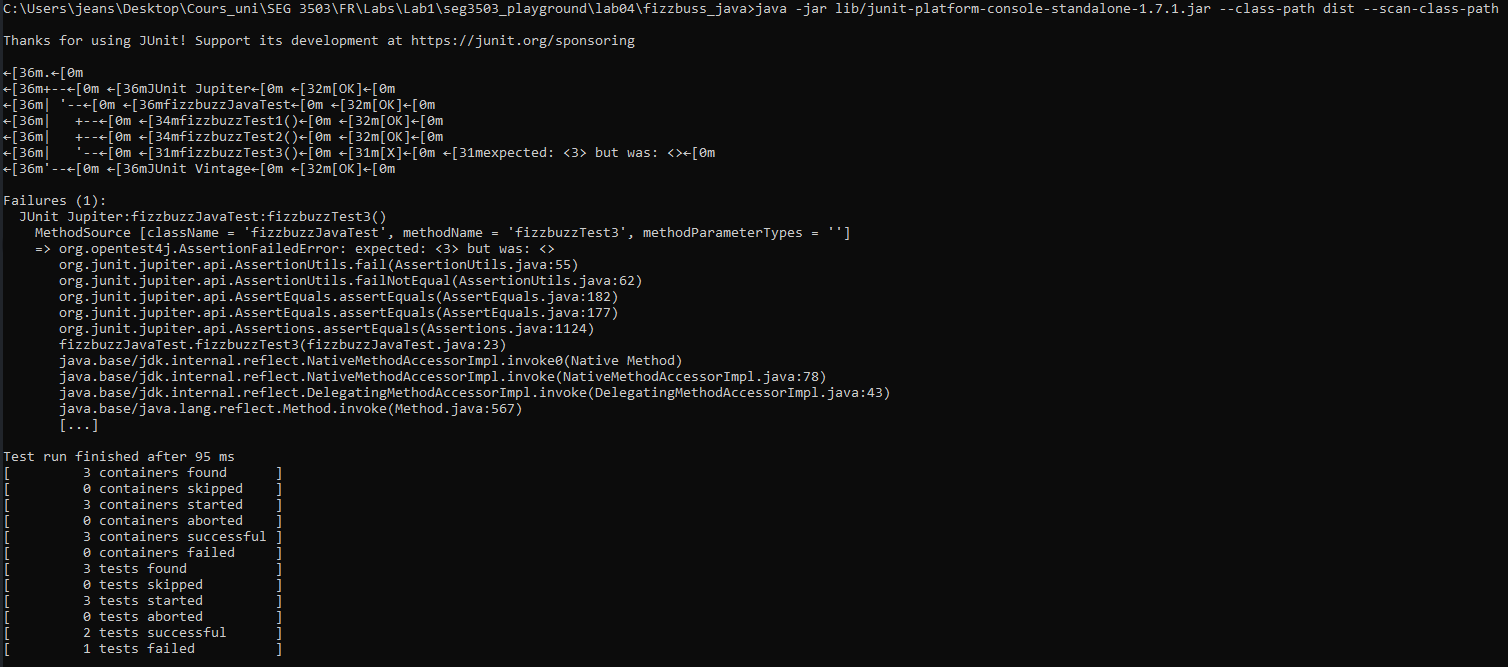 C:\Users\jeans\Desktop\Cours_uni\SEG 3503\FR\Labs\Lab1\seg3503_playground\lab04\fizzbuss_java>java -jar lib/junit-platform-console-standalone-1.7.1.jar --class-path dist --scan-class-path
Thanks for using JUnit! Support its development at https://junit.org/sponsoring
←[36m.←[0m
←[36m+--←[0m ←[36mJUnit Jupiter←[0m ←[32m[OK]←[0m
←[36m| '--←[0m ←[36mfizzbuzzJavaTest←[0m ←[32m[OK]←[0m
←[36m|   +--←[0m ←[34mfizzbuzzTest1()←[0m ←[32m[OK]←[0m
←[36m|   +--←[0m ←[34mfizzbuzzTest2()←[0m ←[32m[OK]←[0m
←[36m|   '--←[0m ←[31mfizzbuzzTest3()←[0m ←[31m[X]←[0m ←[31mexpected: <3> but was: <>←[0m
←[36m'--←[0m ←[36mJUnit Vintage←[0m ←[32m[OK]←[0m
Failures (1):
  JUnit Jupiter:fizzbuzzJavaTest:fizzbuzzTest3()
    MethodSource [className = 'fizzbuzzJavaTest', methodName = 'fizzbuzzTest3', methodParameterTypes = '']
    => org.opentest4j.AssertionFailedError: expected: <3> but was: <>
       org.junit.jupiter.api.AssertionUtils.fail(AssertionUtils.java:55)
       org.junit.jupiter.api.AssertionUtils.failNotEqual(AssertionUtils.java:62)
       org.junit.jupiter.api.AssertEquals.assertEquals(AssertEquals.java:182)
       org.junit.jupiter.api.AssertEquals.assertEquals(AssertEquals.java:177)
       org.junit.jupiter.api.Assertions.assertEquals(Assertions.java:1124)
       fizzbuzzJavaTest.fizzbuzzTest3(fizzbuzzJavaTest.java:23)
       java.base/jdk.internal.reflect.NativeMethodAccessorImpl.invoke0(Native Method)
       java.base/jdk.internal.reflect.NativeMethodAccessorImpl.invoke(NativeMethodAccessorImpl.java:78)
       java.base/jdk.internal.reflect.DelegatingMethodAccessorImpl.invoke(DelegatingMethodAccessorImpl.java:43)
       java.base/java.lang.reflect.Method.invoke(Method.java:567)
       [...]
Test run finished after 95 ms
[         3 containers found      ]
[         0 containers skipped    ]
[         3 containers started    ]
[         0 containers aborted    ]
[         3 containers successful ]
[         0 containers failed     ]
[         3 tests found           ]
[         0 tests skipped         ]
[         3 tests started         ]
[         0 tests aborted         ]
[         2 tests successful      ]
[         1 tests failed          ]